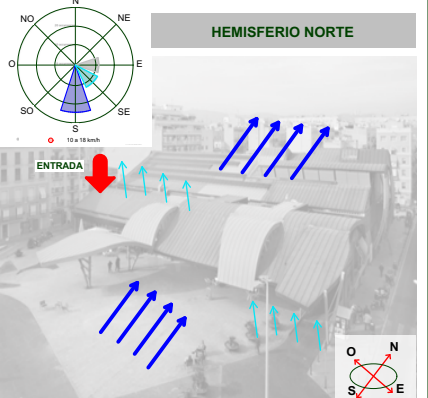 N
NO NE
O E
SO SE
S
10 a 18 km/h
HEMISFERIO NORTE
ENTRADA
O N
S E